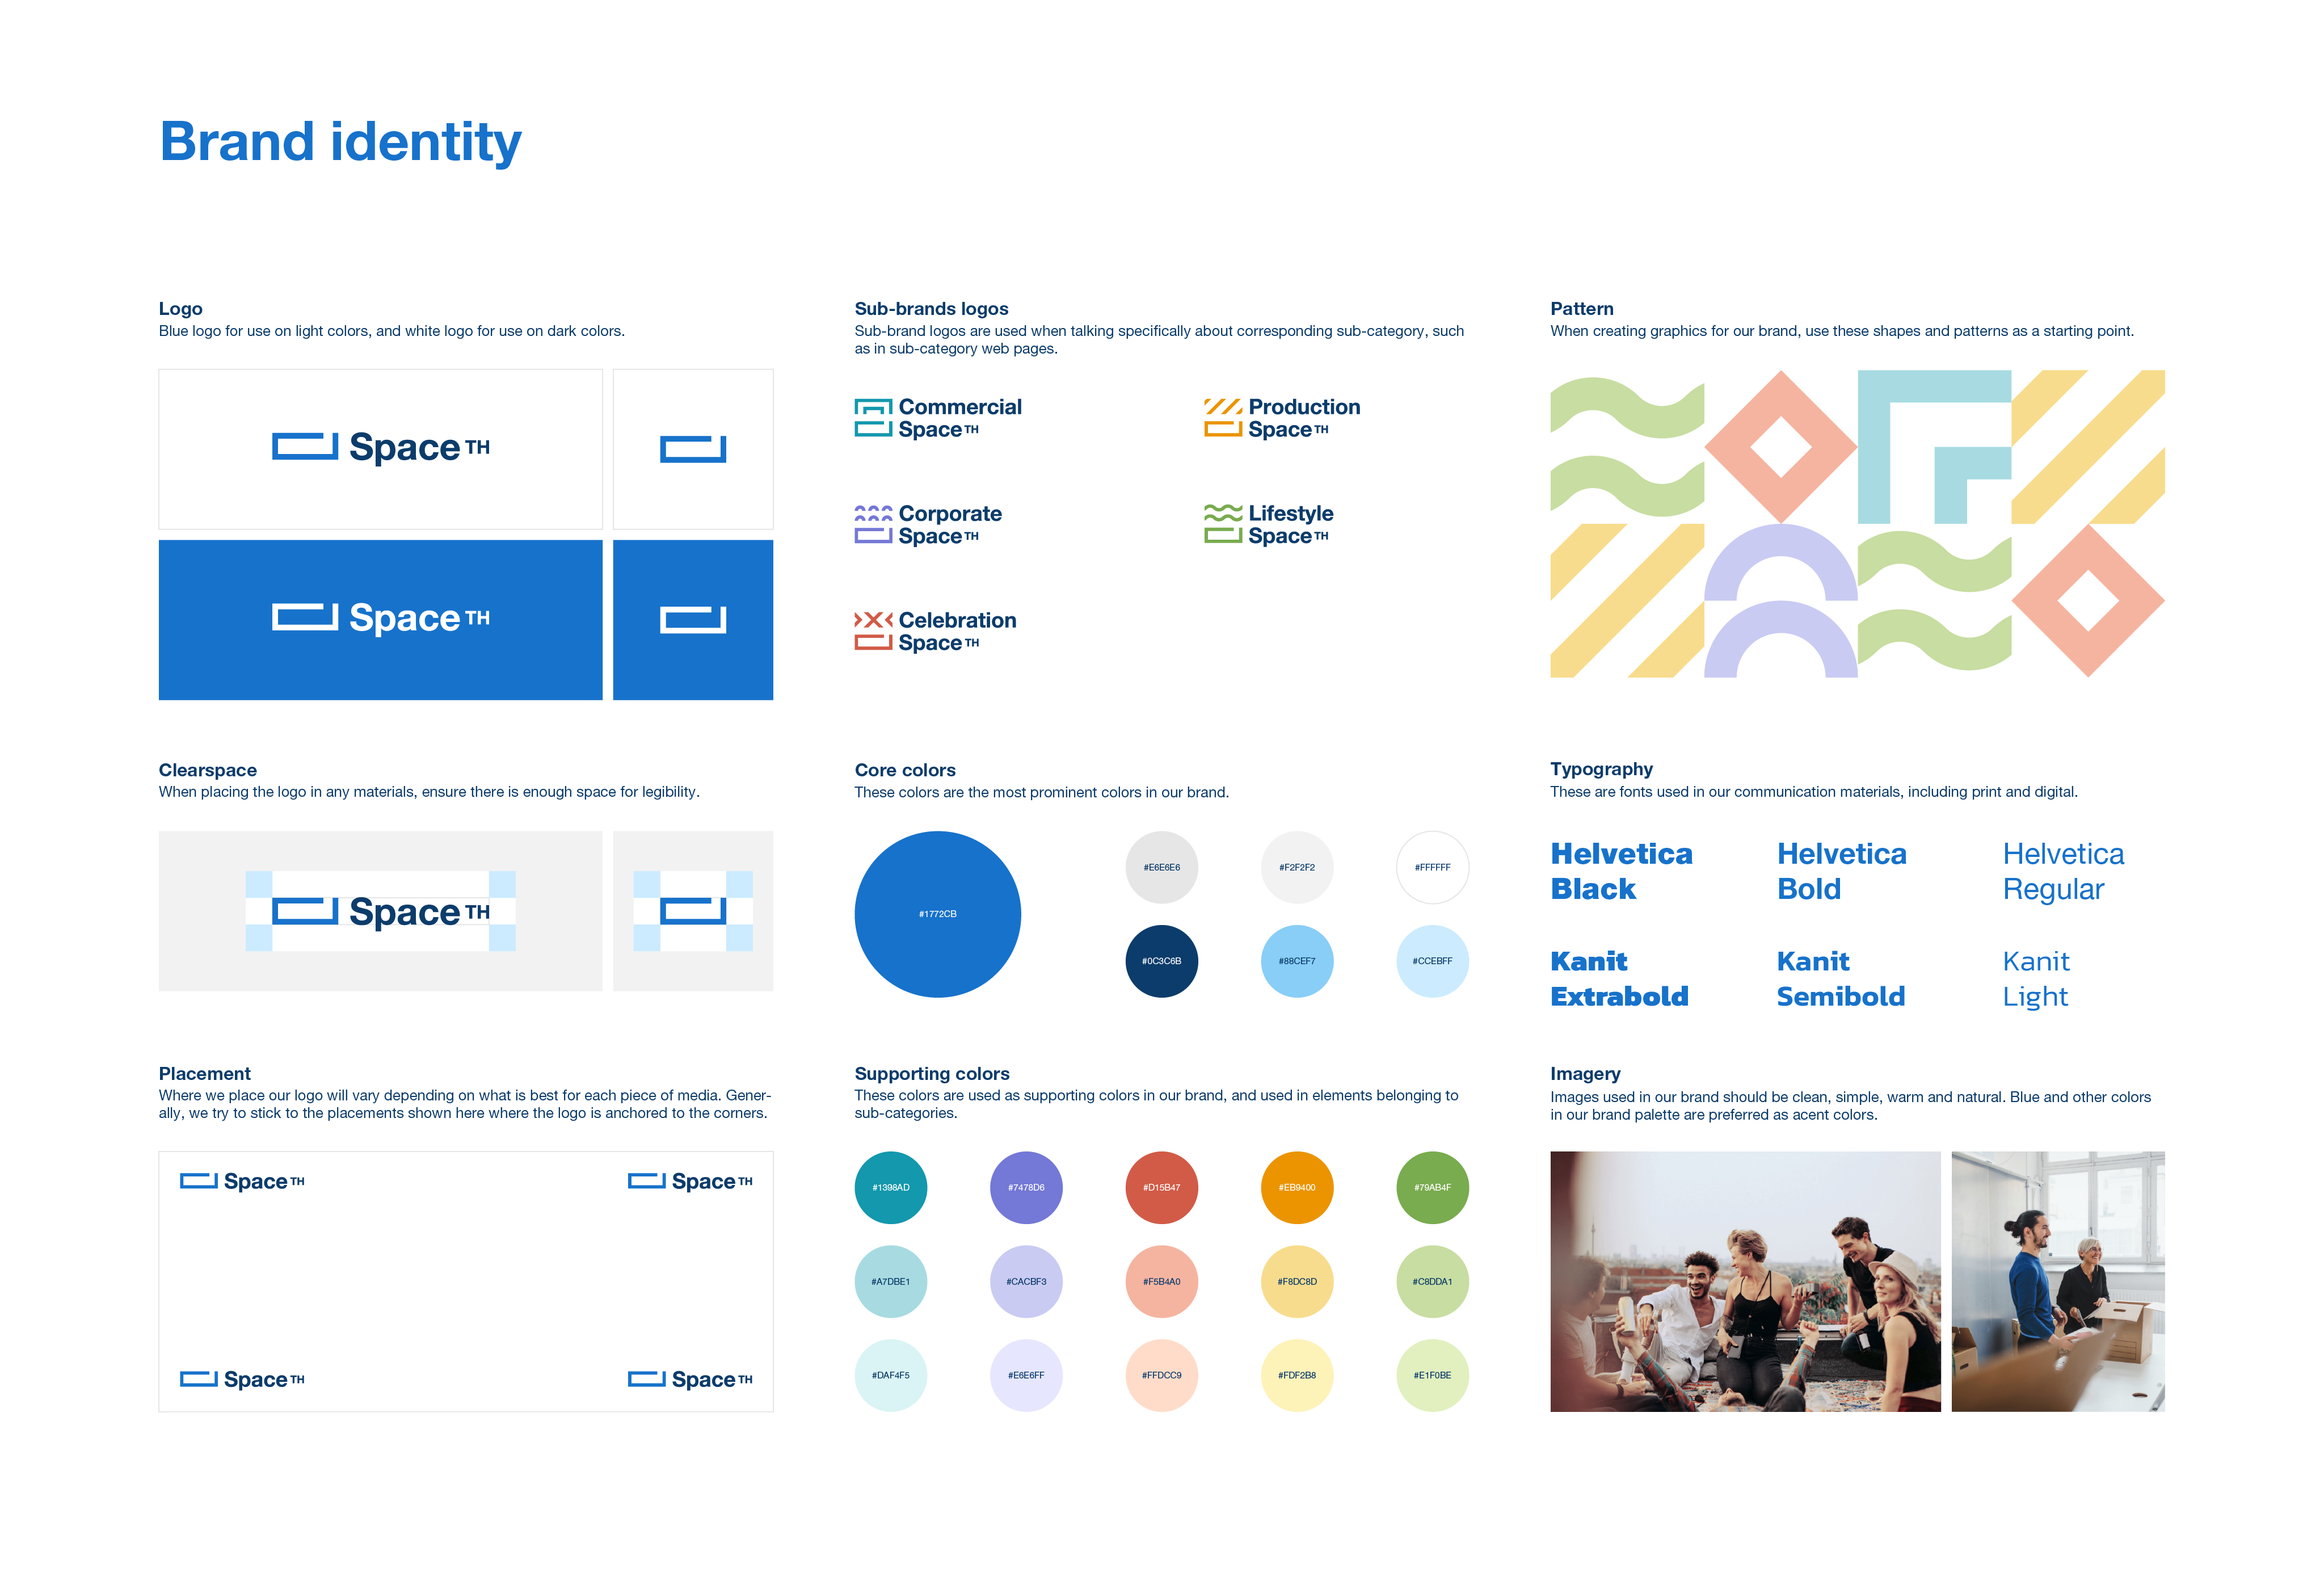 Brand identity
Logo
Blue logo for use on light colors, and white logo for use on dark colors.
Space TH
Space TH
Sub-brands logos
Sub-brand logos are used when talking specifically about corresponding sub-category, such
as in sub-category web pages.
Commercial
Space TH
Production
Space TH
Corporate
Space TH
Lifestyle
Space TH
Celebration
Space TH
Pattern
When creating graphics for our brand, use these shapes and patterns as a starting point.
Clearspace
When placing the logo in any materials, ensure there is enough space for legibility.
Space TH
Core colors
These colors are the most prominent colors in our brand.
#1772CB
#E6E6E6
#F2F2F2
#FFFFFF
#0C3C6B
#88CEF7
#CCEBFF
Typography
These are fonts used in our communication materials, including print and digital.
Helvetica
Black
Helvetica
Bold
Helvetica
Regular
Kanit
Extrabold
Kanit
Semibold
Kanit
Light
Placement
Where we place our logo will vary depending on what is best for each piece of media. Gener-
ally, we try to stick to the placements shown here where the logo is anchored to the corners.
Space TH
Space TH
Space TH
Space TH
Supporting colors
These colors are used as supporting colors in our brand, and used in elements belonging to
sub-categories.
#1398AD
#7478D6
#D15B47
#EB9400
#79AB4F
#A7DBE1
#CACBF3
#F5B4A0
#F8DC8D
#C8DDA1
#DAF4F5
#E6E6FF
#FFDCC9
#FDF2B8
#E1F0BE
Imagery
Images used in our brand should be clean, simple, warm and natural. Blue and other colors
in our brand palette are preferred as acent colors.